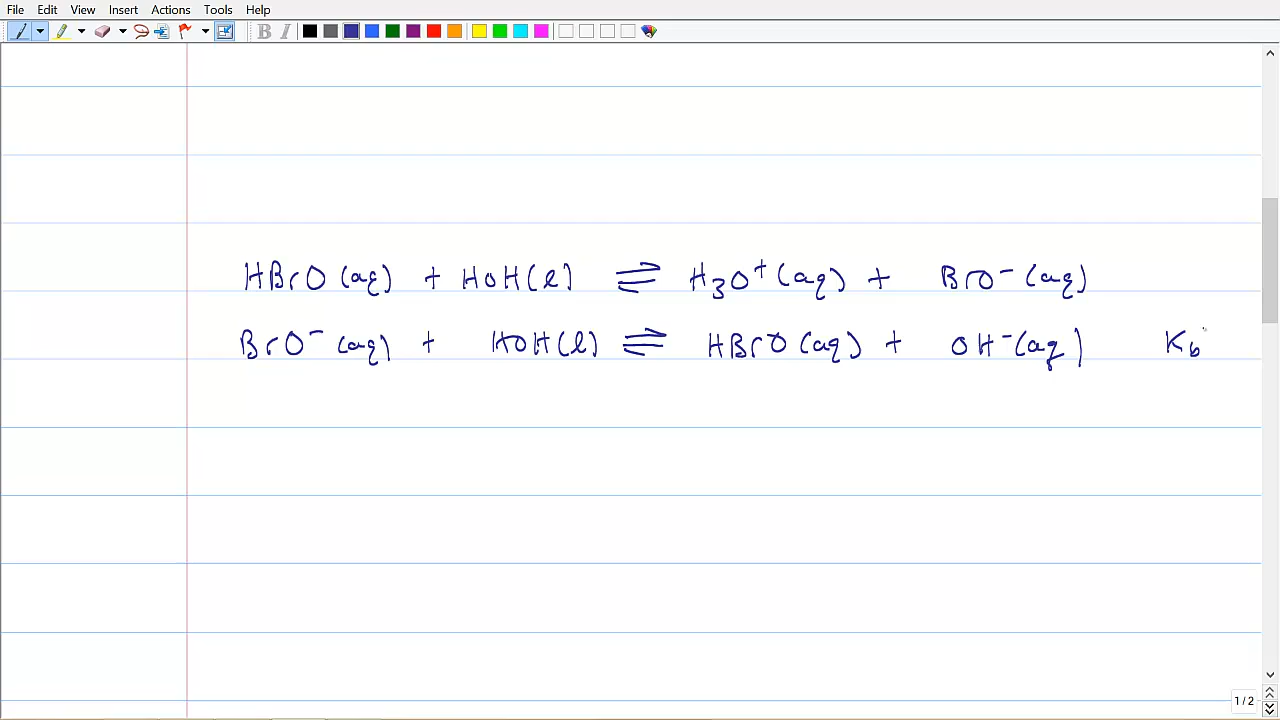 File Edit View Insert Actions Tools Help
B I
HBrO (aq) + HOH(l) ⇌ H₃O⁺(aq) + BrO⁻(aq)
BrO⁻(aq) + HOH(l) ⇌ HBrO(aq) + OH⁻(aq) K_b
1/2